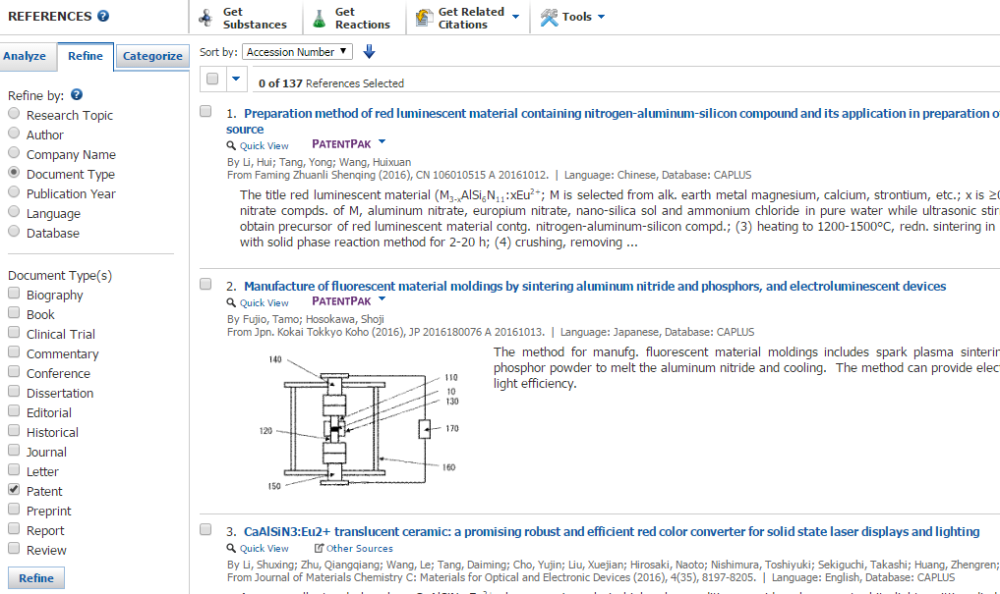 REFERENCES ?
Get Substances
Get Reactions
Get Related Citations
Tools
Analyze
Refine
Categorize
Sort by: Accession Number
0 of 137 References Selected
Refine by: ?
Research Topic
Author
Company Name
Document Type
Publication Year
Language
Database
Document Type(s)
Biography
Book
Clinical Trial
Commentary
Conference
Dissertation
Editorial
Historical
Journal
Letter
Patent
Preprint
Report
Review
Refine
1. Preparation method of red luminescent material containing nitrogen-aluminum-silicon compound and its application in preparation
source
Quick View PATENTPAK
By Li, Hui; Tang, Yong; Wang, Huixuan
From Faming Zhuanli Shenqing (2016), CN 106010515 A 20161012. | Language: Chinese, Database: CAPLUS
The title red luminescent material (M3-xAlSi6N11:xEu2+; M is selected from alk. earth metal magnesium, calcium, strontium, etc.; x is
nitrate compds. of M, aluminum nitrate, europium nitrate, nano-silica sol and ammonium chloride in pure water while ultrasonic
obtain precursor of red luminescent material contg. nitrogen-aluminum-silicon compd.; (3) heating to 1200-1500°C, redn. sintering in
with solid phase reaction method for 2-20 h; (4) crushing, removing ...
2. Manufacture of fluorescent material moldings by sintering aluminum nitride and phosphors, and electroluminescent devices
Quick View PATENTPAK
By Fujio, Tamo; Hosokawa, Shoji
From Jpn. Kokai Tokkyo Koho (2016), JP 2016180076 A 20161013. | Language: Japanese, Database: CAPLUS
140
110
10
130
120
170
160
150
The method for manufg. fluorescent material moldings includes spark plasma
phosphor powder to melt the aluminum nitride and cooling. The method can provide
light efficiency.
3. CaAlSiN3:Eu2+ translucent ceramic: a promising robust and efficient red color converter for solid state laser displays and lighting
Quick View Other Sources
By Li, Shuxing; Zhu, Qiangqiang; Wang, Le; Tang, Daiming; Cho, Yujin; Liu, Xuejian; Hirosaki, Naoto; Nishimura, Toshiyuki; Sekiguchi, Takashi; Huang, Zhengren;
From Journal of Materials Chemistry C: Materials for Optical and Electronic Devices (2016), 4(35), 8197-8205. | Language: English, Database: CAPLUS